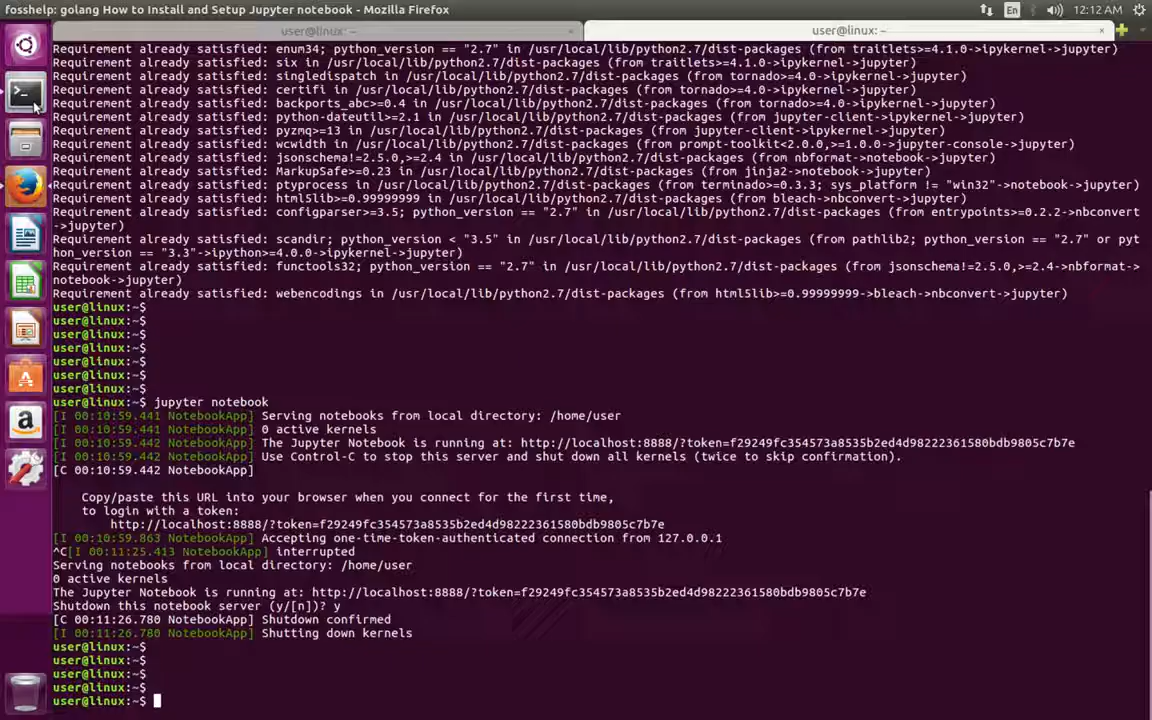 fosshelp: golang How to Install and Setup Jupyter notebook - Mozilla Firefox
En
12:12 AM
user@linux: ~
user@linux: ~
Requirement already satisfied: enum34; python_version == "2.7" in /usr/local/lib/python2.7/dist-packages (from traitlets>=4.1.0->ipykernel->jupyter)
Requirement already satisfied: six in /usr/local/lib/python2.7/dist-packages (from traitlets>=4.1.0->ipykernel->jupyter)
Requirement already satisfied: singledispatch in /usr/local/lib/python2.7/dist-packages (from tornado>=4.0->ipykernel->jupyter)
Requirement already satisfied: certifi in /usr/local/lib/python2.7/dist-packages (from tornado>=4.0->ipykernel->jupyter)
Requirement already satisfied: backports_abc>=0.4 in /usr/local/lib/python2.7/dist-packages (from tornado>=4.0->ipykernel->jupyter)
Requirement already satisfied: python-dateutil>=2.1 in /usr/local/lib/python2.7/dist-packages (from jupyter-client->ipykernel->jupyter)
Requirement already satisfied: pyzmq>=13 in /usr/local/lib/python2.7/dist-packages (from jupyter-client->ipykernel->jupyter)
Requirement already satisfied: wcwidth in /usr/local/lib/python2.7/dist-packages (from prompt-toolkit<2.0.0,>=1.0.0->jupyter-console->jupyter)
Requirement already satisfied: jsonschema!=2.5.0,>=2.4 in /usr/local/lib/python2.7/dist-packages (from nbformat->notebook->jupyter)
Requirement already satisfied: MarkupSafe>=0.23 in /usr/local/lib/python2.7/dist-packages (from jinja2->notebook->jupyter)
Requirement already satisfied: ptyprocess in /usr/local/lib/python2.7/dist-packages (from terminado>=0.3.3; sys_platform != "win32"->notebook->jupyter)
Requirement already satisfied: html5lib>=0.99999999 in /usr/local/lib/python2.7/dist-packages (from bleach->nbconvert->jupyter)
Requirement already satisfied: configparser>=3.5; python_version == "2.7" in /usr/local/lib/python2.7/dist-packages (from entrypoints>=0.2.2->nbconvert
->jupyter)
Requirement already satisfied: scandir; python_version < "3.5" in /usr/local/lib/python2.7/dist-packages (from pathlib2; python_version == "2.7" or pyt
hon_version == "3.3"->ipython>=4.0.0->ipykernel->jupyter)
Requirement already satisfied: functools32; python_version == "2.7" in /usr/local/lib/python2.7/dist-packages (from jsonschema!=2.5.0,>=2.4->nbformat->
notebook->jupyter)
Requirement already satisfied: webencodings in /usr/local/lib/python2.7/dist-packages (from html5lib>=0.99999999->bleach->nbconvert->jupyter)
user@linux:~$
user@linux:~$
user@linux:~$
user@linux:~$
user@linux:~$
user@linux:~$
user@linux:~$
user@linux:~$ jupyter notebook
[I 00:10:59.441 NotebookApp] Serving notebooks from local directory: /home/user
[I 00:10:59.441 NotebookApp] 0 active kernels
[I 00:10:59.442 NotebookApp] The Jupyter Notebook is running at: http://localhost:8888/?token=f29249fc354573a8535b2ed4d98222361580bdb9805c7b7e
[I 00:10:59.442 NotebookApp] Use Control-C to stop this server and shut down all kernels (twice to skip confirmation).
[C 00:10:59.442 NotebookApp]
Copy/paste this URL into your browser when you connect for the first time,
to login with a token:
http://localhost:8888/?token=f29249fc354573a8535b2ed4d98222361580bdb9805c7b7e
[I 00:10:59.863 NotebookApp] Accepting one-time-token-authenticated connection from 127.0.0.1
^C[I 00:11:25.413 NotebookApp] interrupted
Serving notebooks from local directory: /home/user
0 active kernels
The Jupyter Notebook is running at: http://localhost:8888/?token=f29249fc354573a8535b2ed4d98222361580bdb9805c7b7e
Shutdown this notebook server (y/[n])? y
[C 00:11:26.780 NotebookApp] Shutdown confirmed
[I 00:11:26.780 NotebookApp] Shutting down kernels
user@linux:~$
user@linux:~$
user@linux:~$
user@linux:~$
user@linux:~$